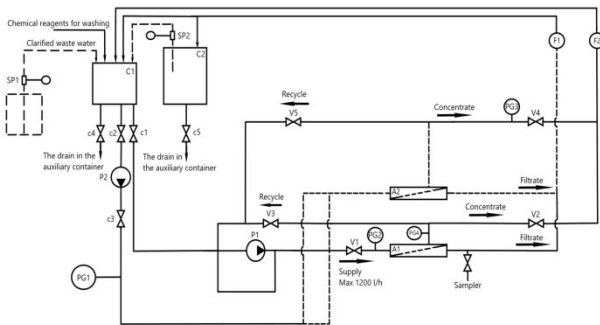 Chemical reagents for washing
Clarified waste water
SP1
C1
SP2
C2
F1
F2
c4
c2
c1
c5
The drain in the
auxiliary container
The drain in
the auxiliary container
P2
c3
PG1
Recycle
V5
Concentrate
PG3
V4
A2
Filtrate
Recycle
V3
Concentrate
V2
P1
V1
PG2
PG4
A1
Filtrate
Supply
Max 1200 l/h
Sampler